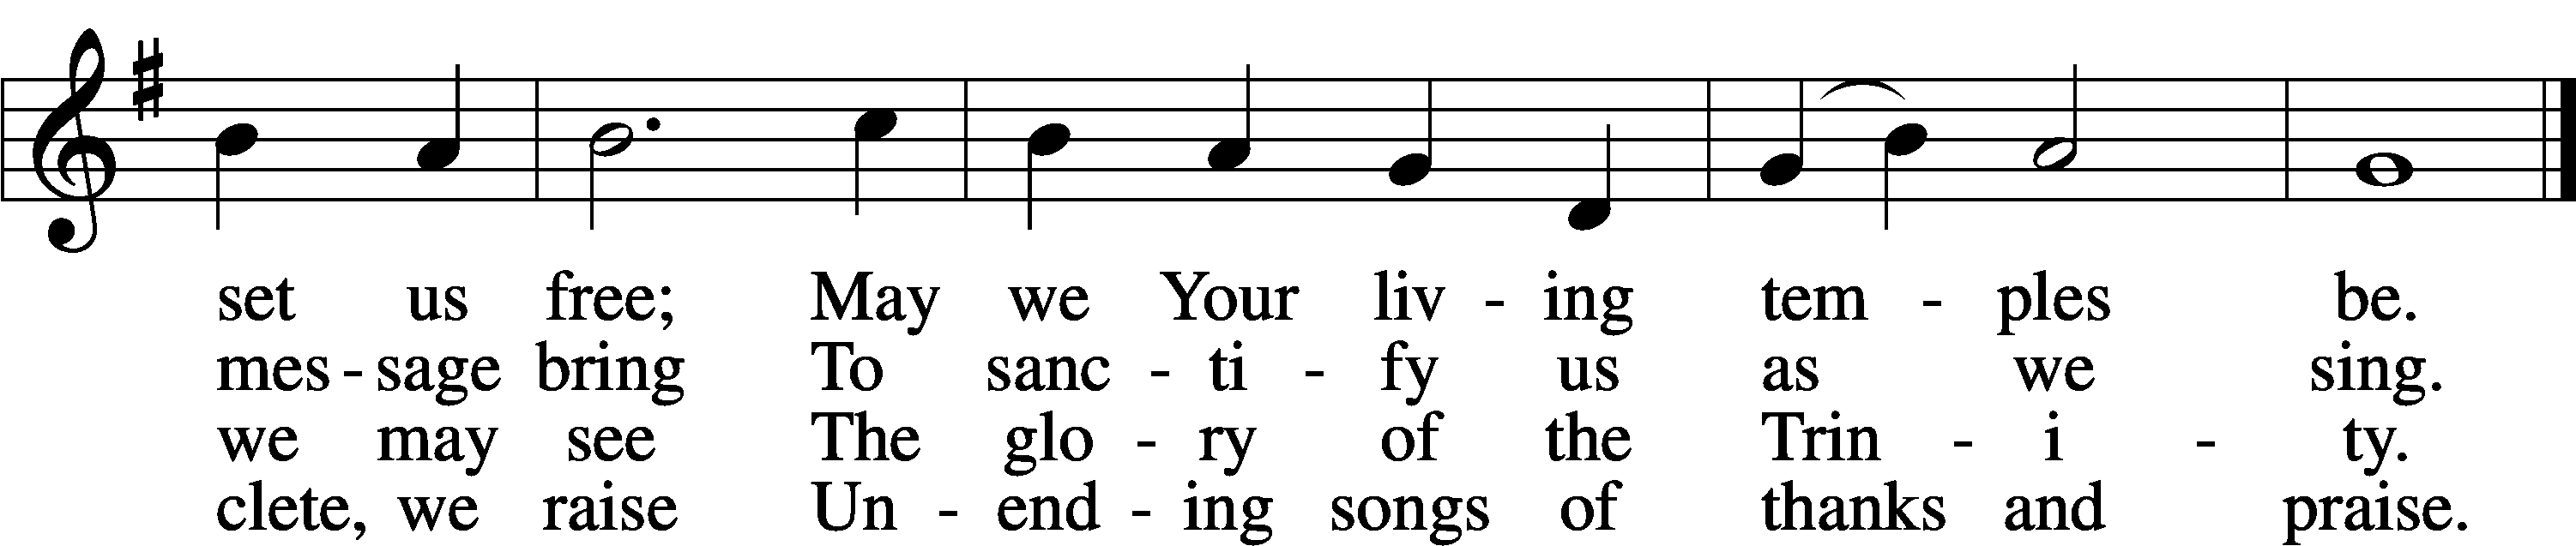 set us free; May we Your liv - ing tem - ples be.
mes - sage bring To sanc - ti - fy us as we sing.
we may see The glo - ry of the Trin - i - ty.
clete, we raise Un - end - ing songs of thanks and praise.